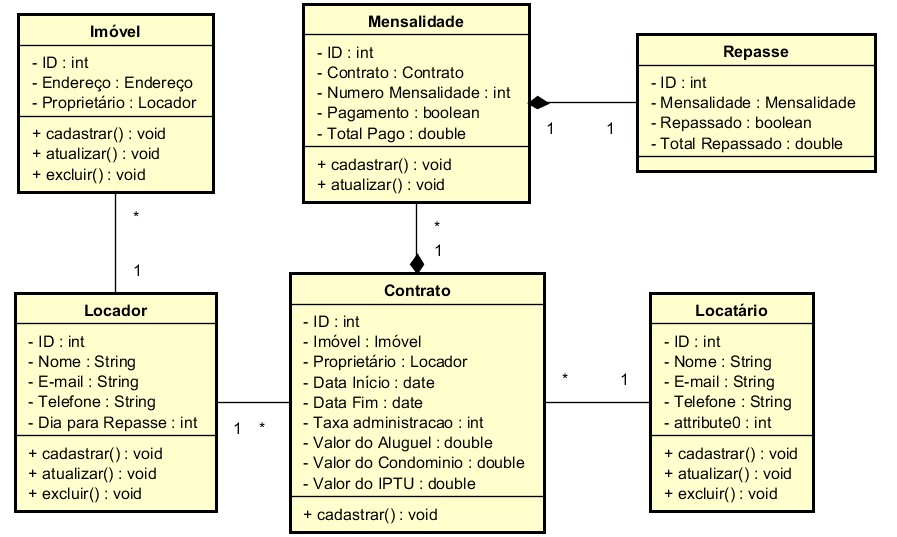 Imóvel
- ID : int
- Endereço : Endereço
- Proprietário : Locador
+ cadastrar() : void
+ atualizar() : void
+ excluir() : void
Mensalidade
- ID : int
- Contrato : Contrato
- Numero Mensalidade : int
- Pagamento : boolean
- Total Pago : double
+ cadastrar() : void
+ atualizar() : void
Repasse
- ID : int
- Mensalidade : Mensalidade
- Repassado : boolean
- Total Repassado : double
1 1
*
1
*
1
Locador
- ID : int
- Nome : String
- E-mail : String
- Telefone : String
- Dia para Repasse : int
+ cadastrar() : void
+ atualizar() : void
+ excluir() : void
1 *
Contrato
- ID : int
- Imóvel : Imóvel
- Proprietário : Locador
- Data Início : date
- Data Fim : date
- Taxa administracao : int
- Valor do Aluguel : double
- Valor do Condominio : double
- Valor do IPTU : double
+ cadastrar() : void
* 1
Locatário
- ID : int
- Nome : String
- E-mail : String
- Telefone : String
- attribute0 : int
+ cadastrar() : void
+ atualizar() : void
+ excluir() : void